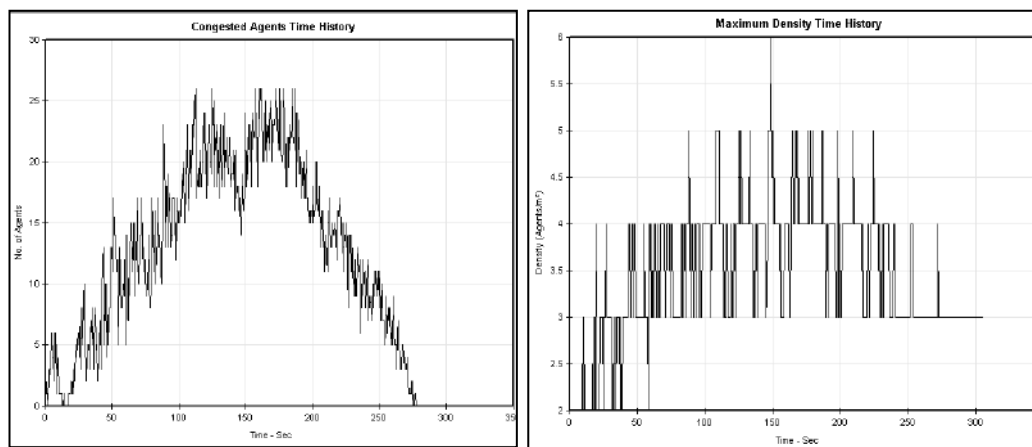 Congested Agents Time History
30
25
20
15
10
5
0
No. of Agents
0 50 100 150 200 250 300 35
Time - Sec
Maximum Density Time History
6
5.5
5
4.5
4
3.5
3
2.5
2
Density (Agents/m²)
0 50 100 150 200 250 300
Time - Sec